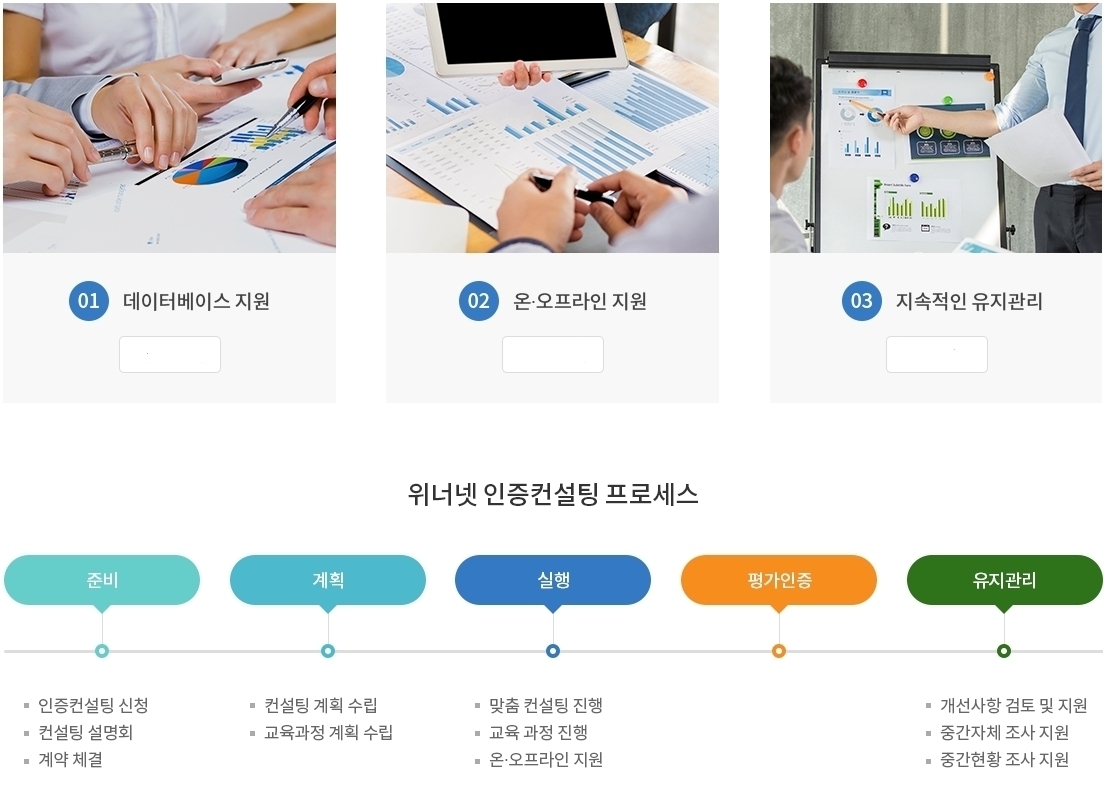 01 데이터베이스 지원
02 온·오프라인 지원
03 지속적인 유지관리
위너넷 인증컨설팅 프로세스
준비
계획
실행
평가인증
유지관리
인증컨설팅 신청
컨설팅 설명회
계약 체결
컨설팅 계획 수립
교육과정 계획 수립
맞춤 컨설팅 진행
교육 과정 진행
온·오프라인 지원
개선사항 검토 및 지원
중간자체 조사 지원
중간현황 조사 지원